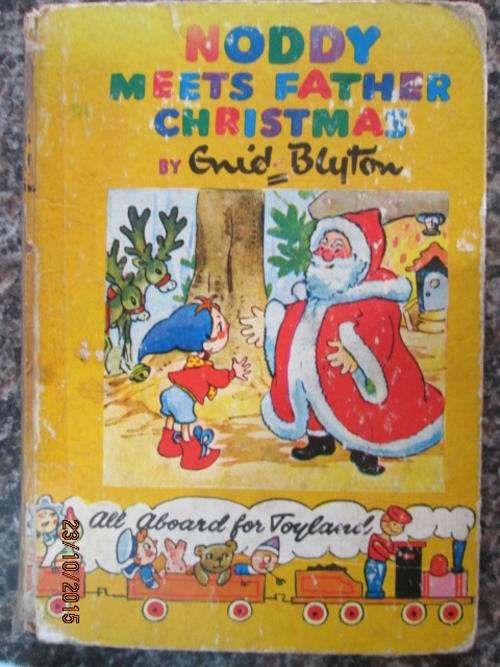 NODDY
MEETS FATHER
CHRISTMAS
BY Enid Blyton
All Aboard for Toyland!
23/10/2015